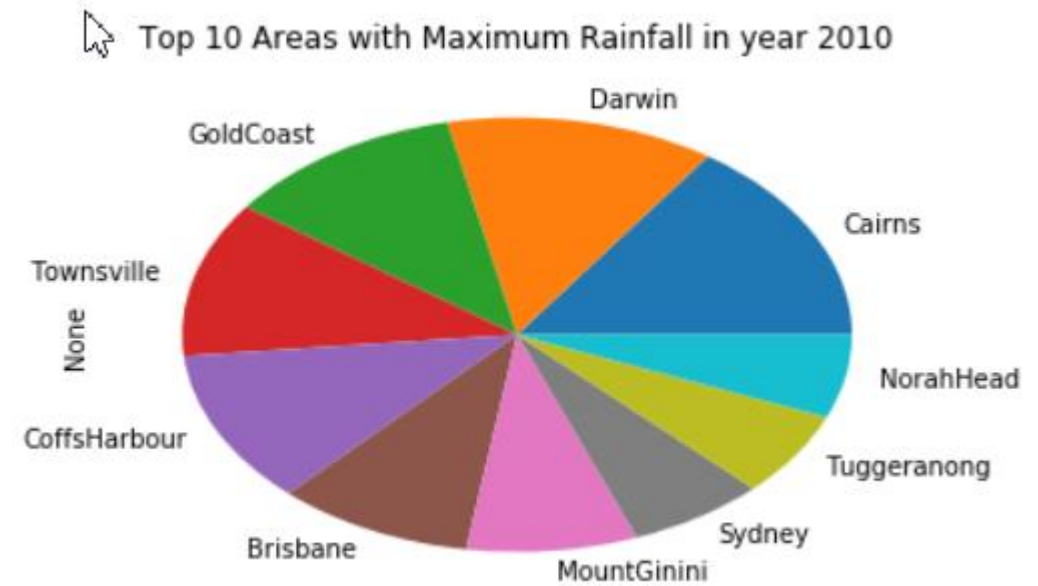 Top 10 Areas with Maximum Rainfall in year 2010
Darwin
GoldCoast
Cairns
Townsville
None
NorahHead
CoffsHarbour
Tuggeranong
Sydney
Brisbane
MountGinini